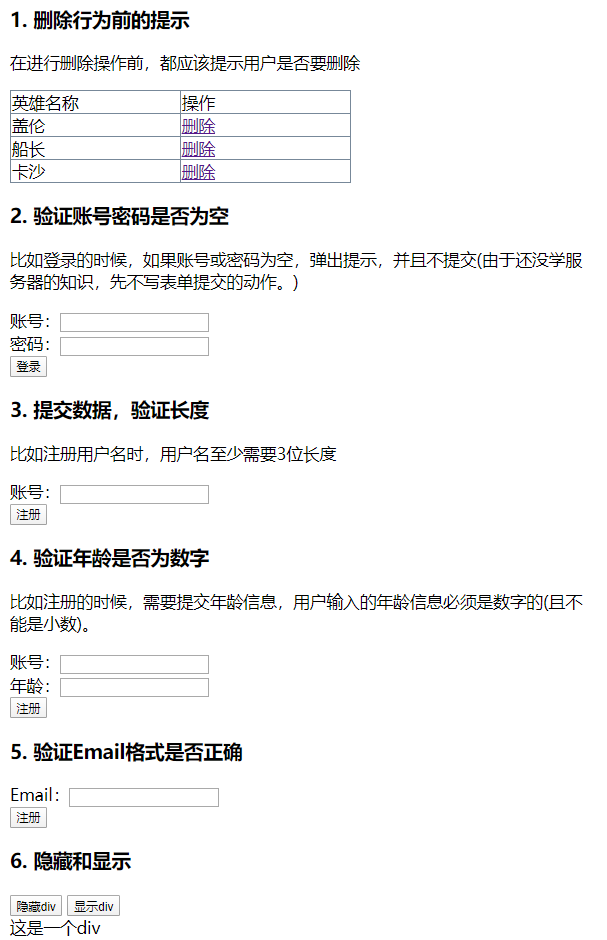 1. 删除行为前的提示
在进行删除操作前，都应该提示用户是否要删除
英雄名称 操作
盖伦 删除
船长 删除
卡沙 删除
2. 验证账号密码是否为空
比如登录的时候，如果账号或密码为空，弹出提示，并且不提交(由于还没学服
务器的知识，先不写表单提交的动作。)
账号：
密码：
登录
3. 提交数据，验证长度
比如注册用户名时，用户名至少需要3位长度
账号：
注册
4. 验证年龄是否为数字
比如注册的时候，需要提交年龄信息，用户输入的年龄信息必须是数字的(且不
能是小数)。
账号：
年龄：
注册
5. 验证Email格式是否正确
Email：
注册
6. 隐藏和显示
隐藏div 显示div
这是一个div